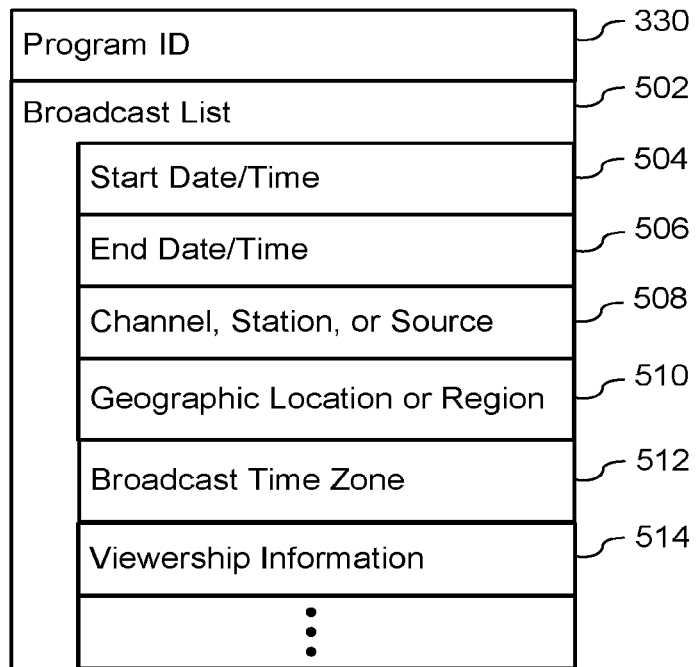 Program ID 330
Broadcast List 502
Start Date/Time 504
End Date/Time 506
Channel, Station, or Source 508
Geographic Location or Region 510
Broadcast Time Zone 512
Viewership Information 514